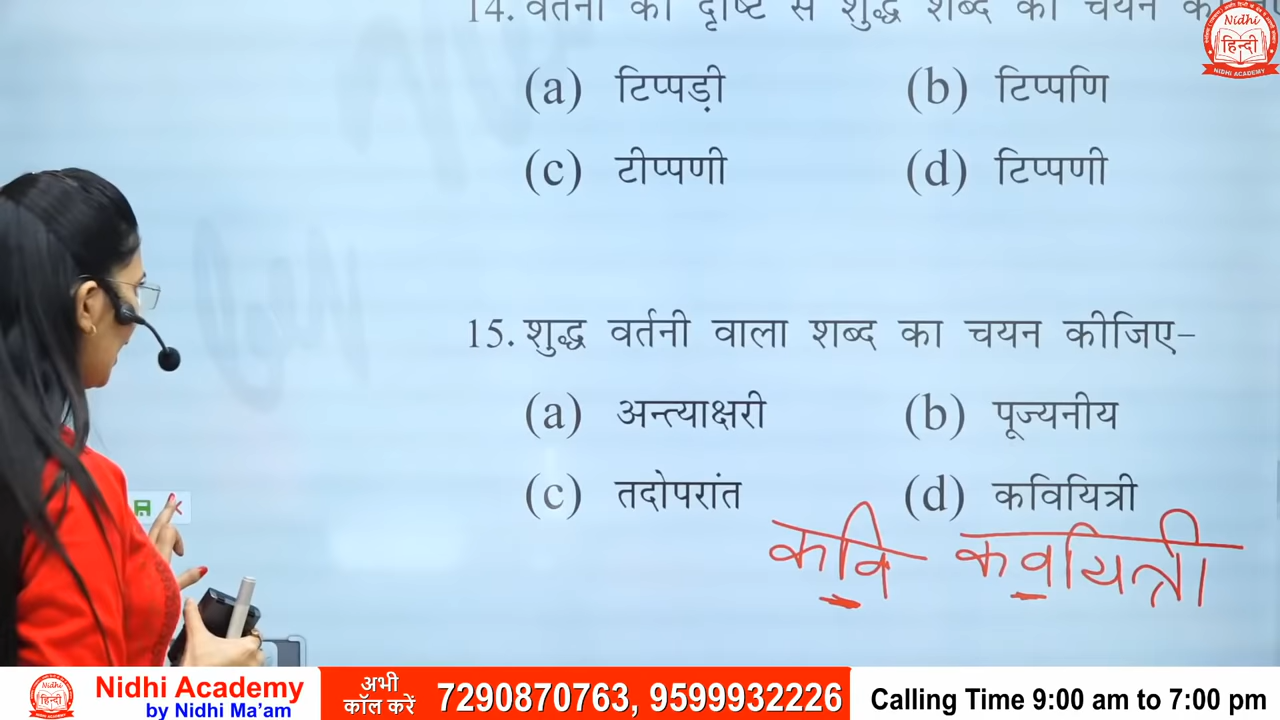 14. वर्तनी की दृष्टि से शुद्ध शब्द का चयन
Nidhi
हिन्दी
NIDHI ACADEMY
(a) टिप्पड़ी (b) टिप्पणि
(c) टीप्पणी (d) टिप्पणी
15. शुद्ध वर्तनी वाला शब्द का चयन कीजिए-
(a) अन्त्याक्षरी (b) पूज्यनीय
(c) तदोपरांत (d) कवियित्री
कवि कवयित्री
Nidhi
हिन्दी
Nidhi Academy
by Nidhi Ma'am
अभी
कॉल करें
7290870763, 9599932226
Calling Time 9:00 am to 7:00 pm